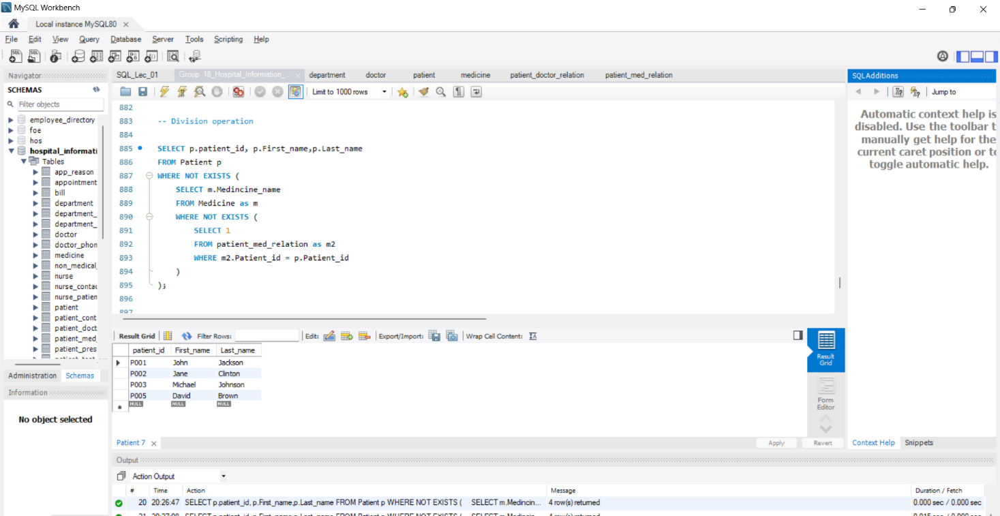 MySQL Workbench
Local instance MySQL80
File Edit View Query Database Server Tools Scripting Help
Navigator
SCHEMAS
Filter objects
employee_directory
foe
hos
hospital_informati
Tables
app_reason
appointment
bill
department
department_
department_
doctor
doctor_phon
medicine
non_medical_
nurse
nurse_contac
nurse_patien
patient
patient_cont
patient_doct
patient_med_
patient_pres
Administration Schemas
Information
No object selected
SQL_Lec_01 Group 18_Hospital_Information_... department doctor patient medicine patient_doctor_relation patient_med_relation
Limit to 1000 rows
882
883 -- Division operation
884
885 SELECT p.patient_id, p.First_name,p.Last_name
886 FROM Patient p
887 WHERE NOT EXISTS (
888 SELECT m.Medincine_name
889 FROM Medicine as m
890 WHERE NOT EXISTS (
891 SELECT 1
892 FROM patient_med_relation as m2
893 WHERE m2.Patient_id = p.Patient_id
894 )
895 );
896
897
Result Grid Filter Rows: Edit: Export/Import: Wrap Cell Content:
patient_id First_name Last_name
P001 John Jackson
P002 Jane Clinton
P003 Michael Johnson
P005 David Brown
NULL NULL NULL
Result Grid
Form Editor
Patient 7
Apply Revert
Output
Action Output
# Time Action Message Duration / Fetch
20 20:26:47 SELECT p.patient_id, p.First_name,p.Last_name FROM Patient p WHERE NOT EXISTS ( SELECT m.Medincin... 4 row(s) returned 0.000 sec / 0.000 sec
SQLAdditions
Jump to
Automatic context help is
disabled. Use the toolbar t
manually get help for the
current caret position or to
toggle automatic help.
Context Help Snippets